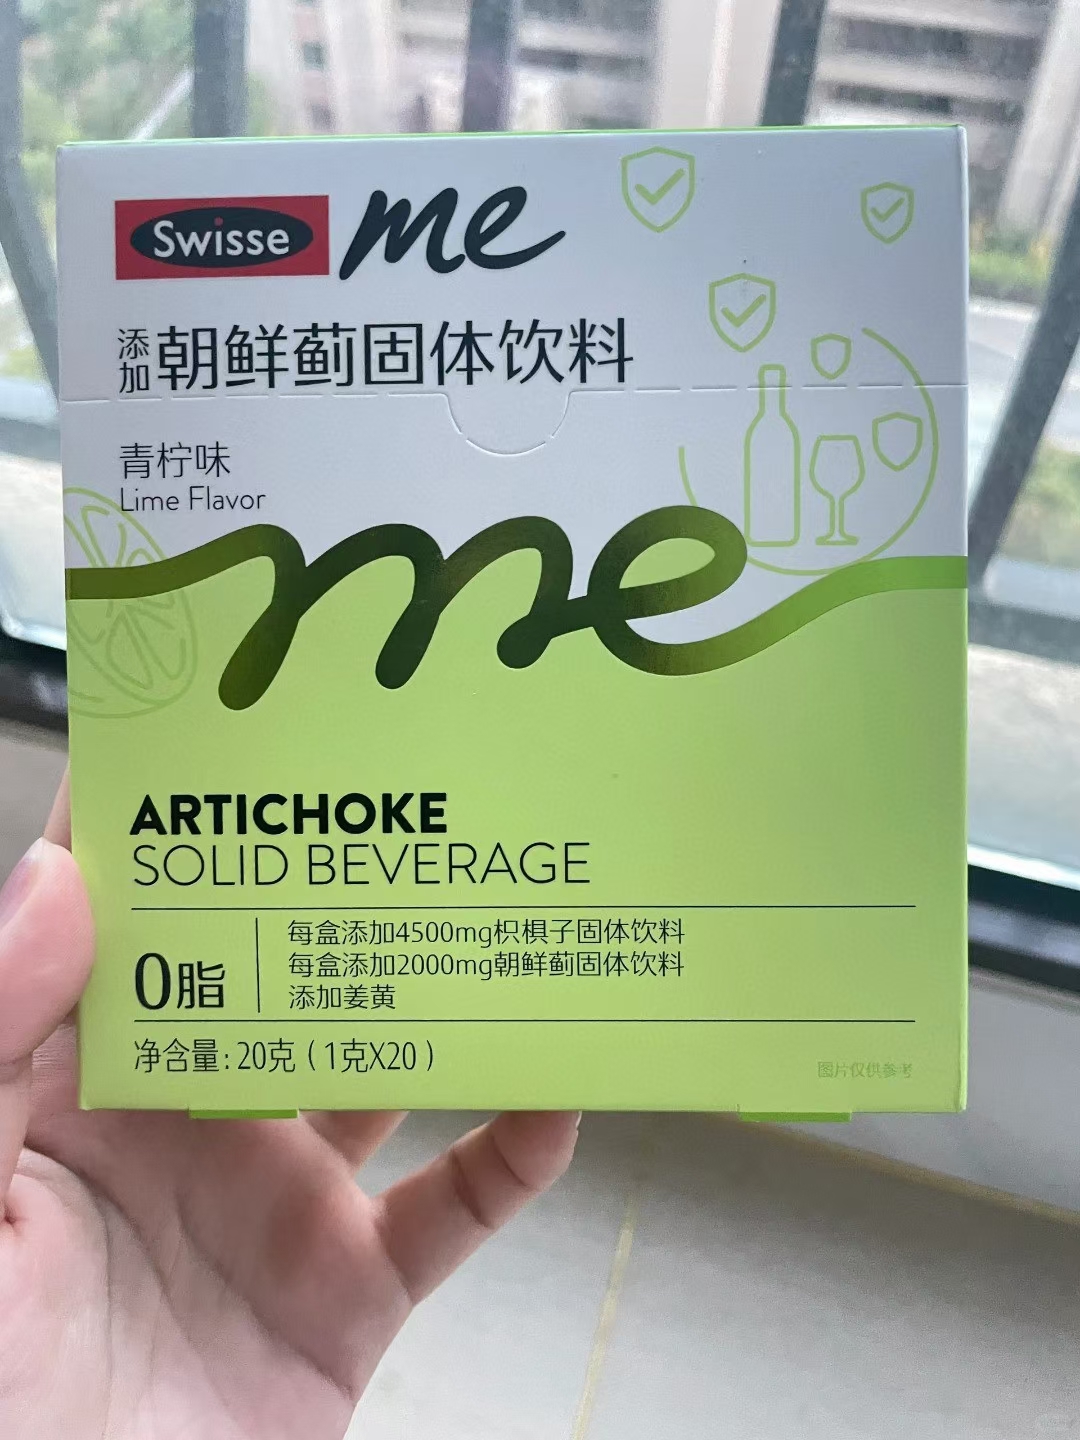 Swisse me
添加朝鲜蓟固体饮料
青柠味
Lime Flavor
me
ARTICHOKE
SOLID BEVERAGE
0脂
每盒添加4500mg枳椇子固体饮料
每盒添加2000mg朝鲜蓟固体饮料
添加姜黄
净含量:20克(1克X20)
图片仅供参考